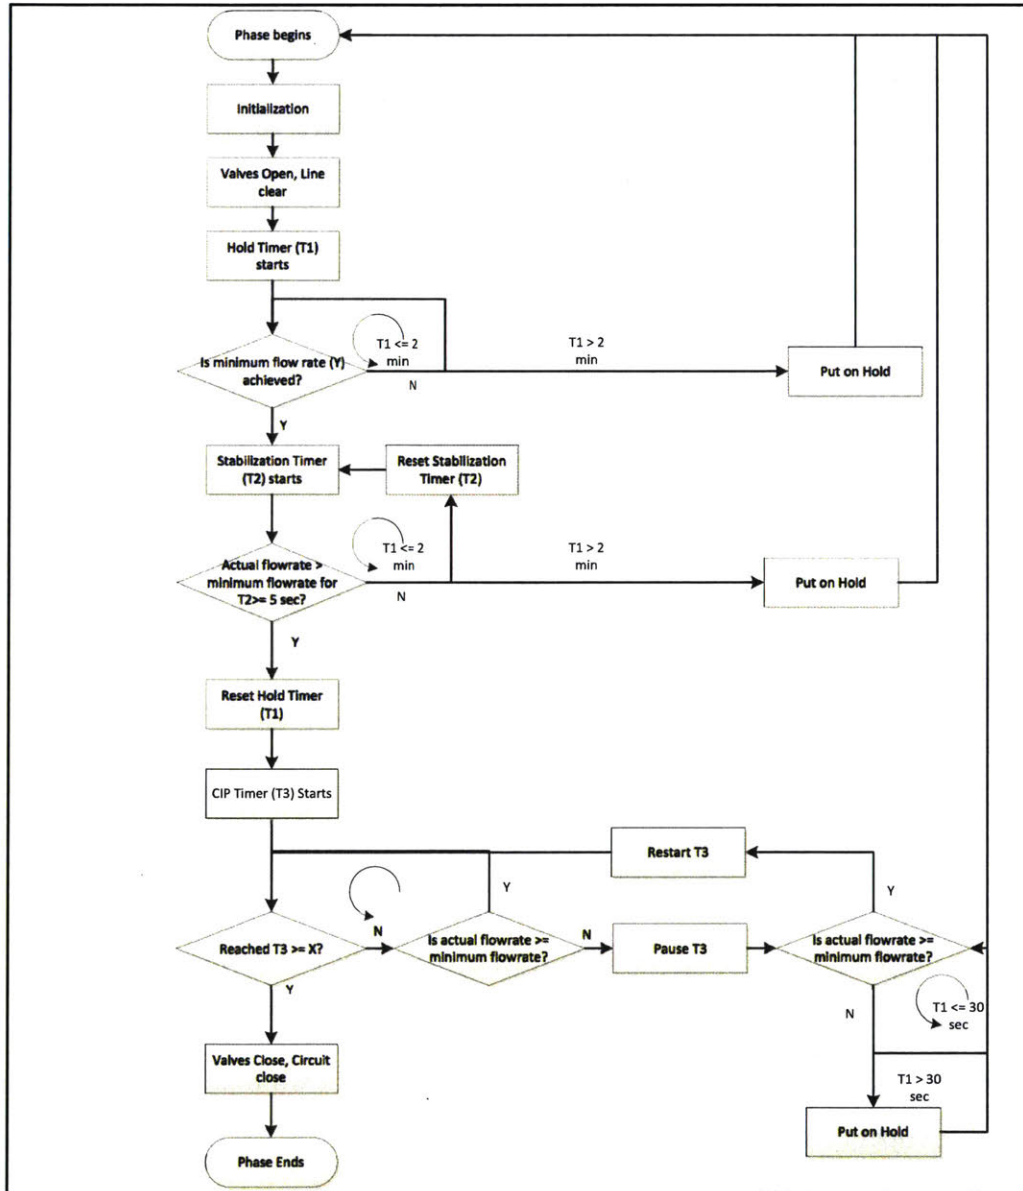 Phase begins
Initialization
Valves Open, Line
clear
Hold Timer (T1)
starts
Is minimum flow rate (Y)
achieved?
T1 <= 2
min
N
T1 > 2
min
Put on Hold
Y
Stabilization Timer
(T2) starts
Reset Stabilization
Timer (T2)
Actual flowrate >
minimum flowrate for
T2>= 5 sec?
T1 <= 2
min
N
T1 > 2
min
Put on Hold
Y
Reset Hold Timer
(T1)
CIP Timer (T3) Starts
Restart T3
Y
Y
Reached T3 >= X?
N
Is actual flowrate >=
minimum flowrate?
N
Pause T3
Is actual flowrate >=
minimum flowrate?
Y
N
T1 <= 30
sec
Valves Close, Circuit
close
T1 > 30
sec
Put on Hold
Phase Ends